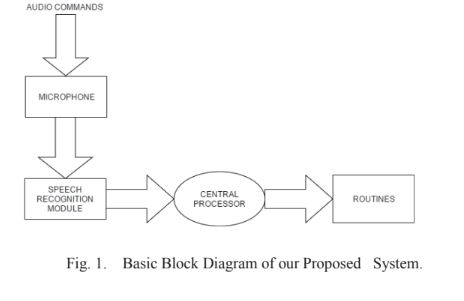 AUDIO COMMANDS
MICROPHONE
SPEECH
RECOGNITION
MODULE
CENTRAL
PROCESSOR
ROUTINES
Fig. 1. Basic Block Diagram of our Proposed System.